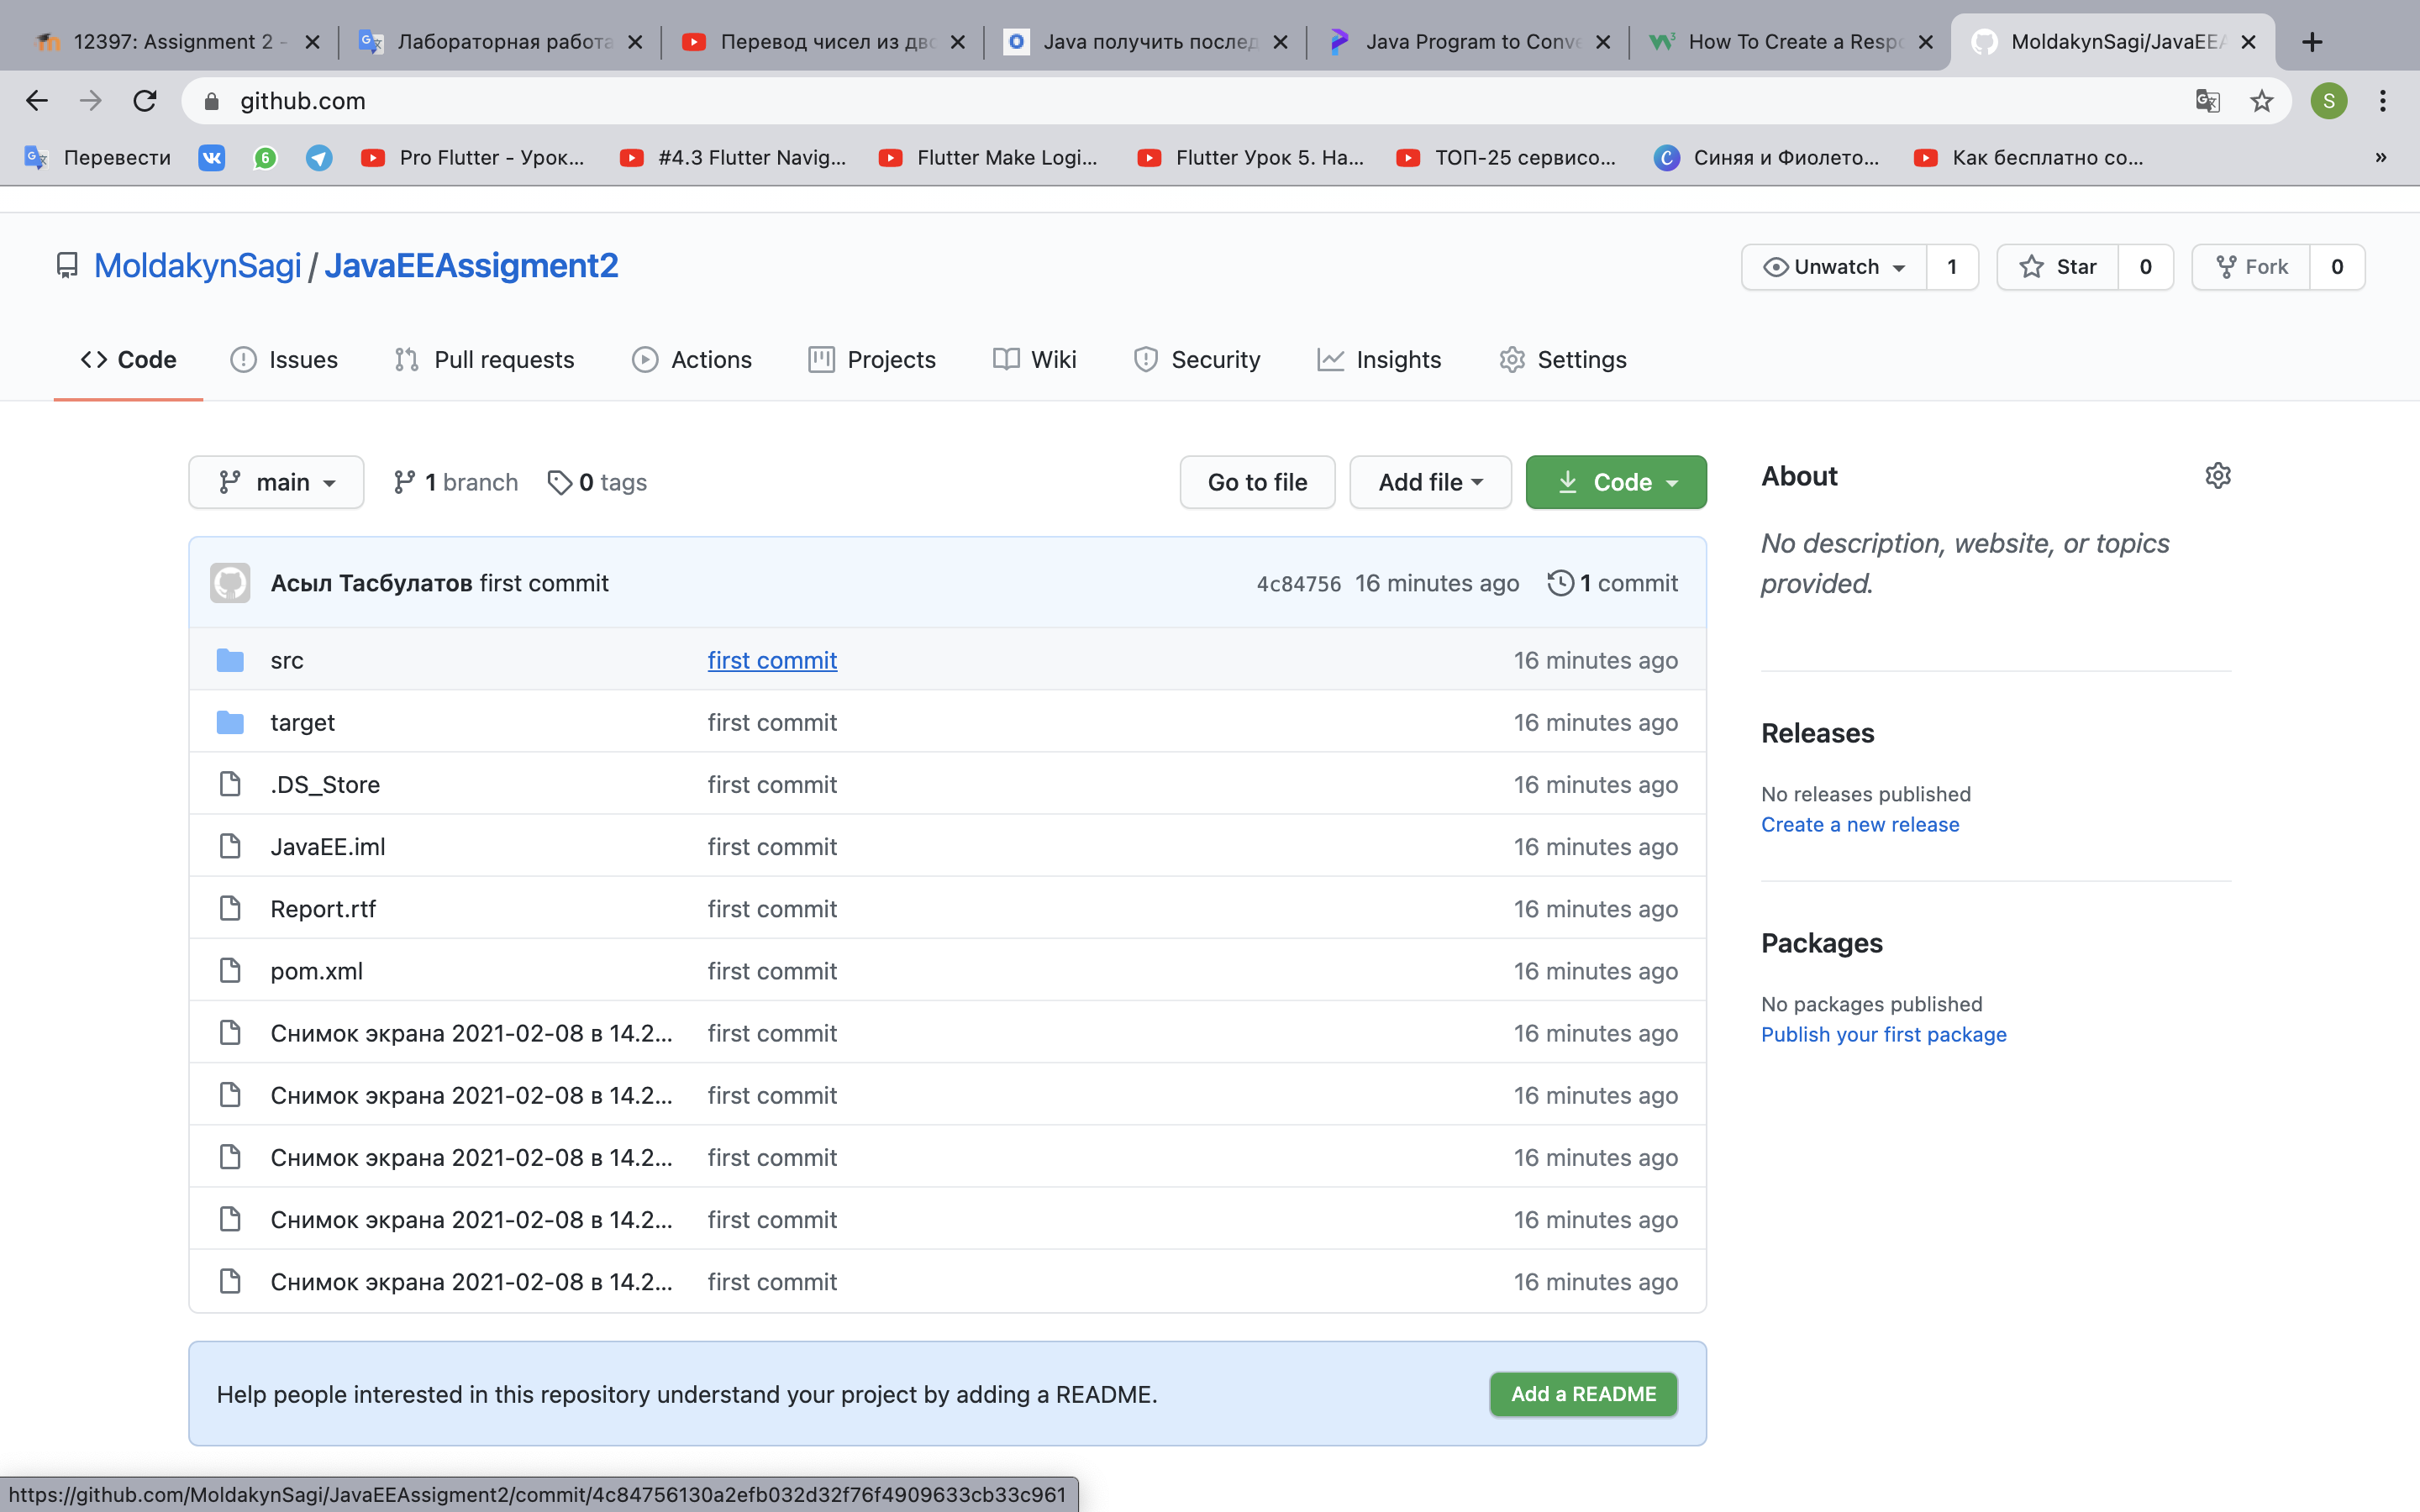 12397: Assignment 2 -
Лабораторная работа
Перевод чисел из дво
Java получить послед
Java Program to Conve
How To Create a Respo
MoldakynSagi/JavaEEA
github.com
S
Перевести
6
Pro Flutter - Урок...
#4.3 Flutter Navig...
Flutter Make Logi...
Flutter Урок 5. На...
ТОП-25 сервисо...
Синяя и Фиолето...
Как бесплатно со...
»
MoldakynSagi / JavaEEAssigment2
Unwatch 1
Star 0
Fork 0
Code
Issues
Pull requests
Actions
Projects
Wiki
Security
Insights
Settings
main
1 branch
0 tags
Go to file
Add file
Code
Асыл Тасбулатов first commit 4c84756 16 minutes ago 1 commit
src first commit 16 minutes ago
target first commit 16 minutes ago
.DS_Store first commit 16 minutes ago
JavaEE.iml first commit 16 minutes ago
Report.rtf first commit 16 minutes ago
pom.xml first commit 16 minutes ago
Снимок экрана 2021-02-08 в 14.2... first commit 16 minutes ago
Снимок экрана 2021-02-08 в 14.2... first commit 16 minutes ago
Снимок экрана 2021-02-08 в 14.2... first commit 16 minutes ago
Снимок экрана 2021-02-08 в 14.2... first commit 16 minutes ago
Снимок экрана 2021-02-08 в 14.2... first commit 16 minutes ago
Help people interested in this repository understand your project by adding a README.
Add a README
About
No description, website, or topics
provided.
Releases
No releases published
Create a new release
Packages
No packages published
Publish your first package
https://github.com/MoldakynSagi/JavaEEAssigment2/commit/4c84756130a2efb032d32f76f4909633cb33c961